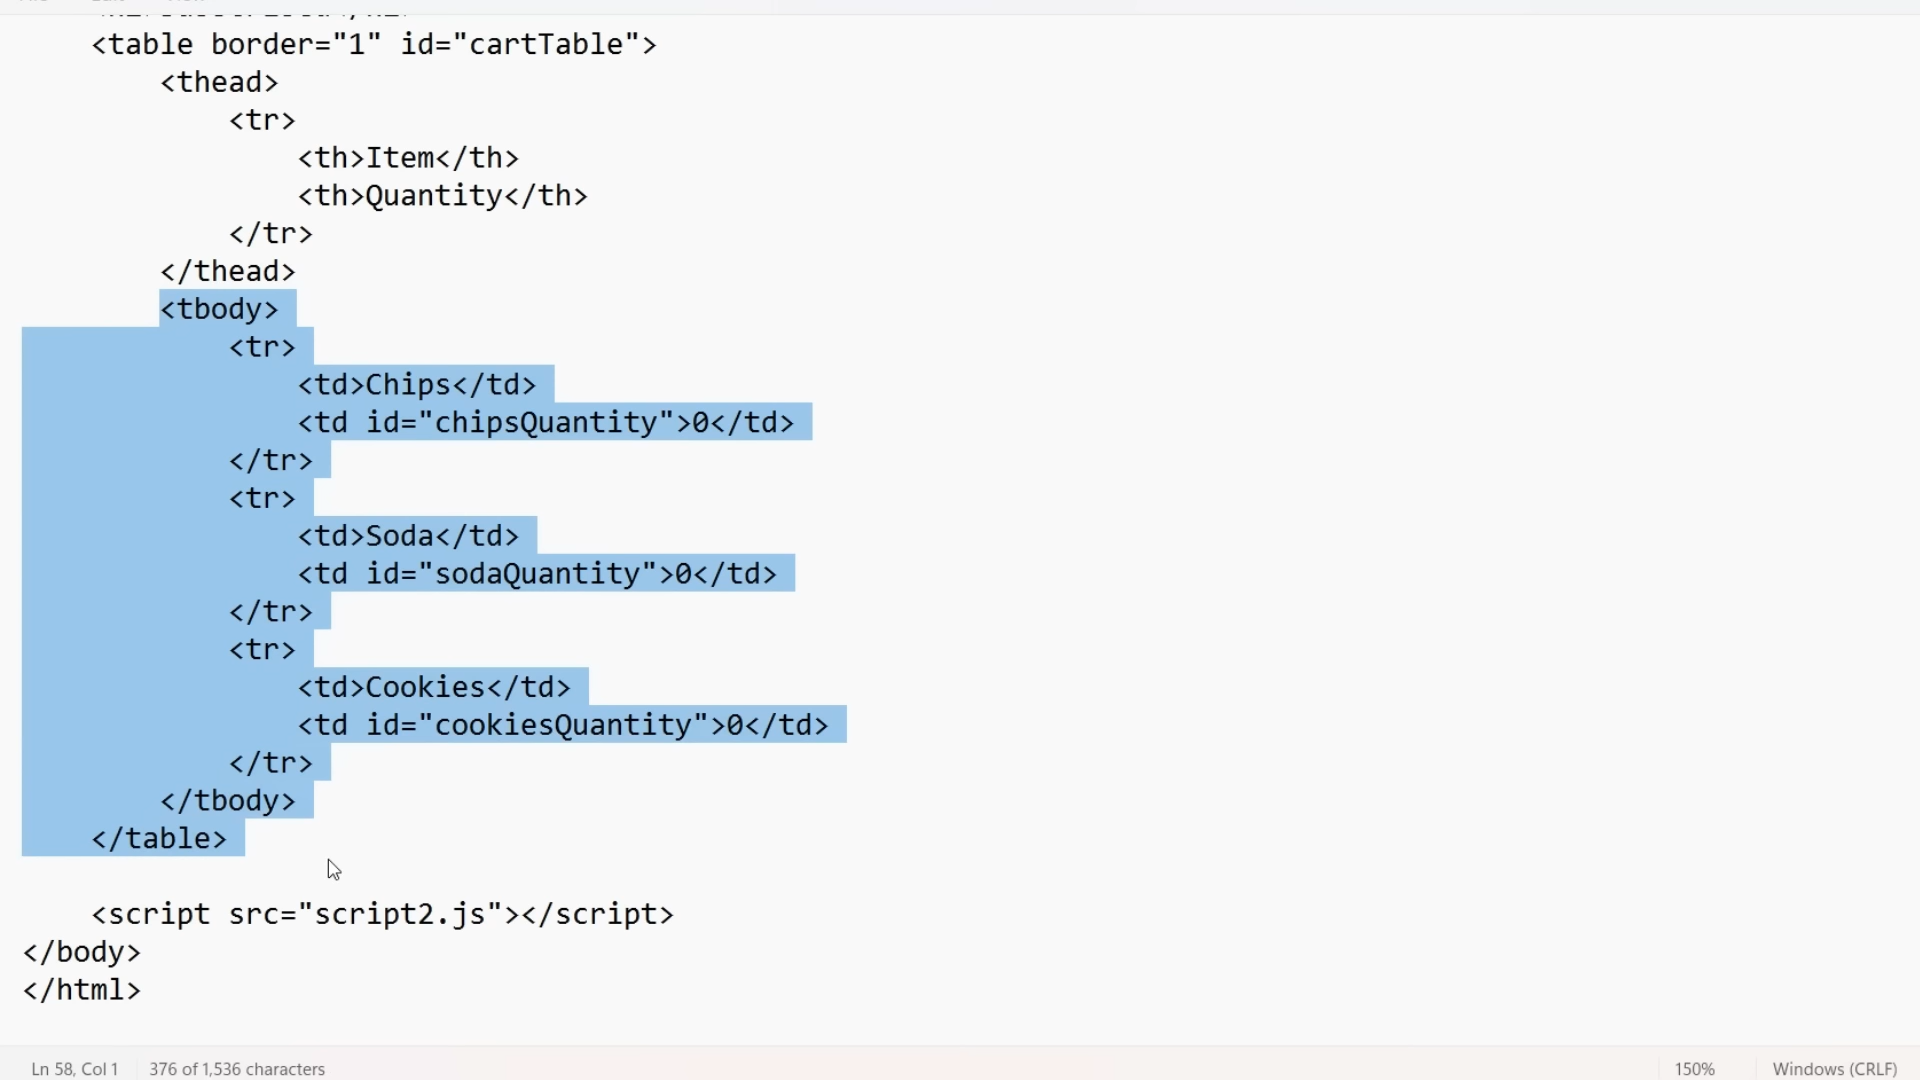 <table border="1" id="cartTable">
<thead>
<tr>
<th>Item</th>
<th>Quantity</th>
</tr>
</thead>
<tbody>
<tr>
<td>Chips</td>
<td id="chipsQuantity">0</td>
</tr>
<tr>
<td>Soda</td>
<td id="sodaQuantity">0</td>
</tr>
<tr>
<td>Cookies</td>
<td id="cookiesQuantity">0</td>
</tr>
</tbody>
</table>
<script src="script2.js"></script>
</body>
</html>
Ln 58, Col 1 376 of 1,536 characters 150% Windows (CRLF)